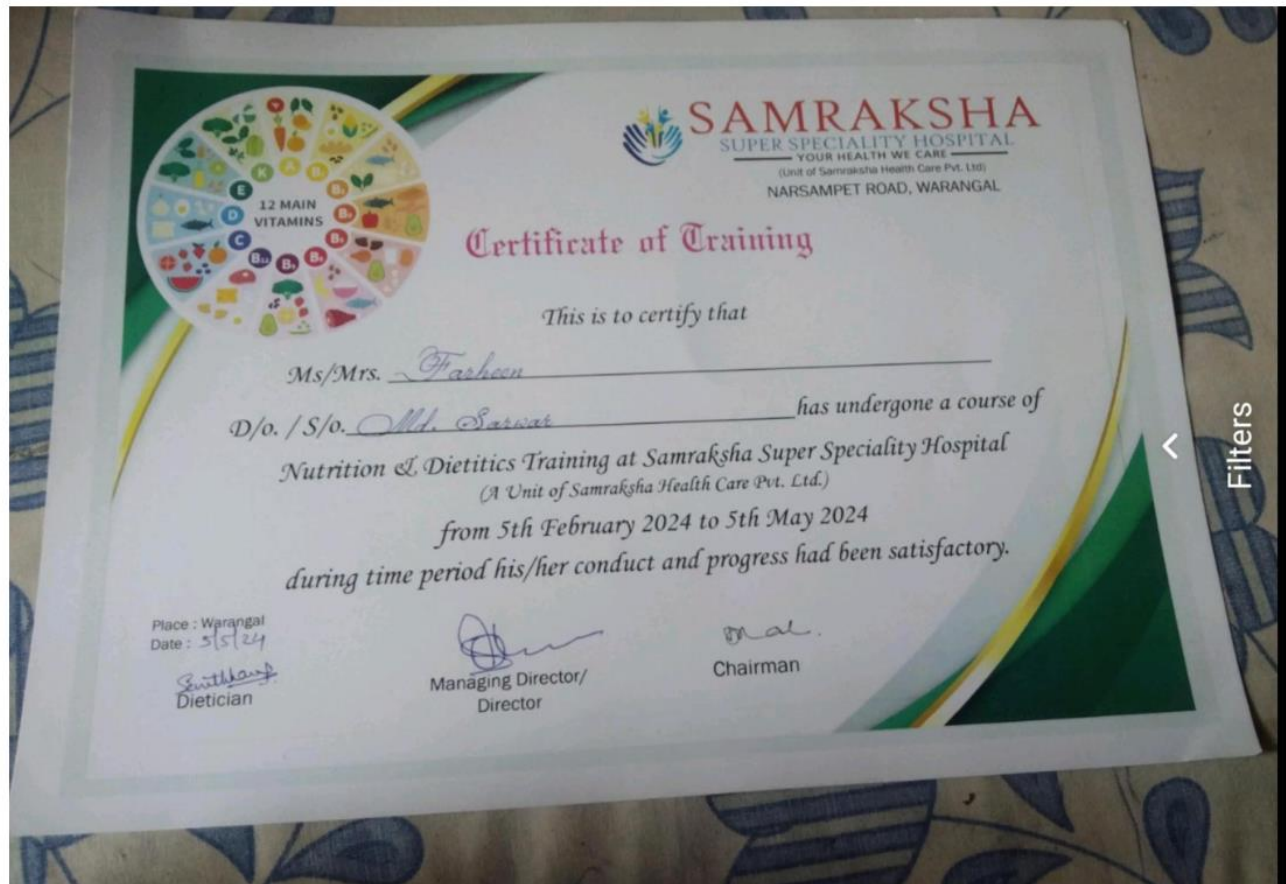 SAMRAKSHA
SUPER SPECIALITY HOSPITAL
YOUR HEALTH WE CARE
(Unit of Samraksha Health Care Pvt. Ltd)
NARSAMPET ROAD, WARANGAL
12 MAIN
VITAMINS
K A B₁
E
D
C
B₁₂
Certificate of Training
This is to certify that
Ms/Mrs. Farheen
D/o. / S/o. Md. Sarwar has undergone a course of
Nutrition & Dietitics Training at Samraksha Super Speciality Hospital
(A Unit of Samraksha Health Care Pvt. Ltd.)
from 5th February 2024 to 5th May 2024
during time period his/her conduct and progress had been satisfactory.
Place : Warangal
Date : 5/5/24
Dietician
Managing Director/
Director
Chairman
Filters